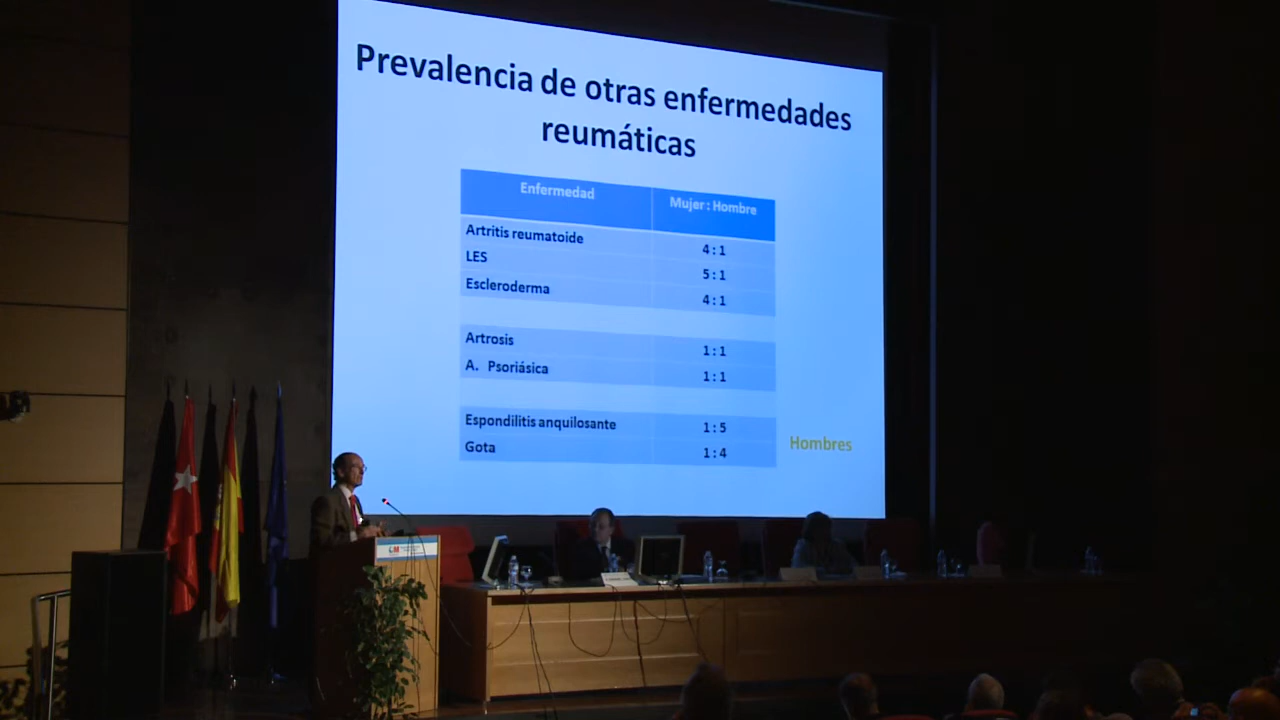 Prevalencia de otras enfermedades
reumáticas
Enfermedad Mujer : Hombre
Artritis reumatoide 4 : 1
LES 5 : 1
Escleroderma 4 : 1
Artrosis 1 : 1
A. Psoriásica 1 : 1
Espondilitis anquilosante 1 : 5
Gota 1 : 4
Hombres